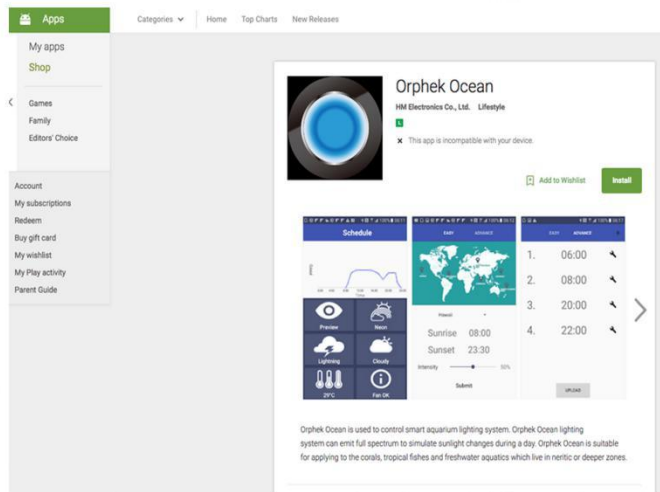 Apps
Categories
Home
Top Charts
New Releases
My apps
Shop
Games
Family
Editors' Choice
Account
My subscriptions
Redeem
Buy gift card
My wishlist
My Play activity
Parent Guide
Orphek Ocean
HM Electronics Co., Ltd. Lifestyle
This app is incompatible with your device.
Add to Wishlist
Install
Schedule
Preview
Neon
Lightning
Cloudy
29°C
Fan OK
EASY ADVANCE
Hawaii
Sunrise 08:00
Sunset 23:30
Intensity 50%
Submit
EASY ADVANCE
1. 06:00
2. 08:00
3. 20:00
4. 22:00
UPLOAD
Orphek Ocean is used to control smart aquarium lighting system. Orphek Ocean lighting
system can emit full spectrum to simulate sunlight changes during a day. Orphek Ocean is suitable
for applying to the corals, tropical fishes and freshwater aquatics which live in neritic or deeper zones.